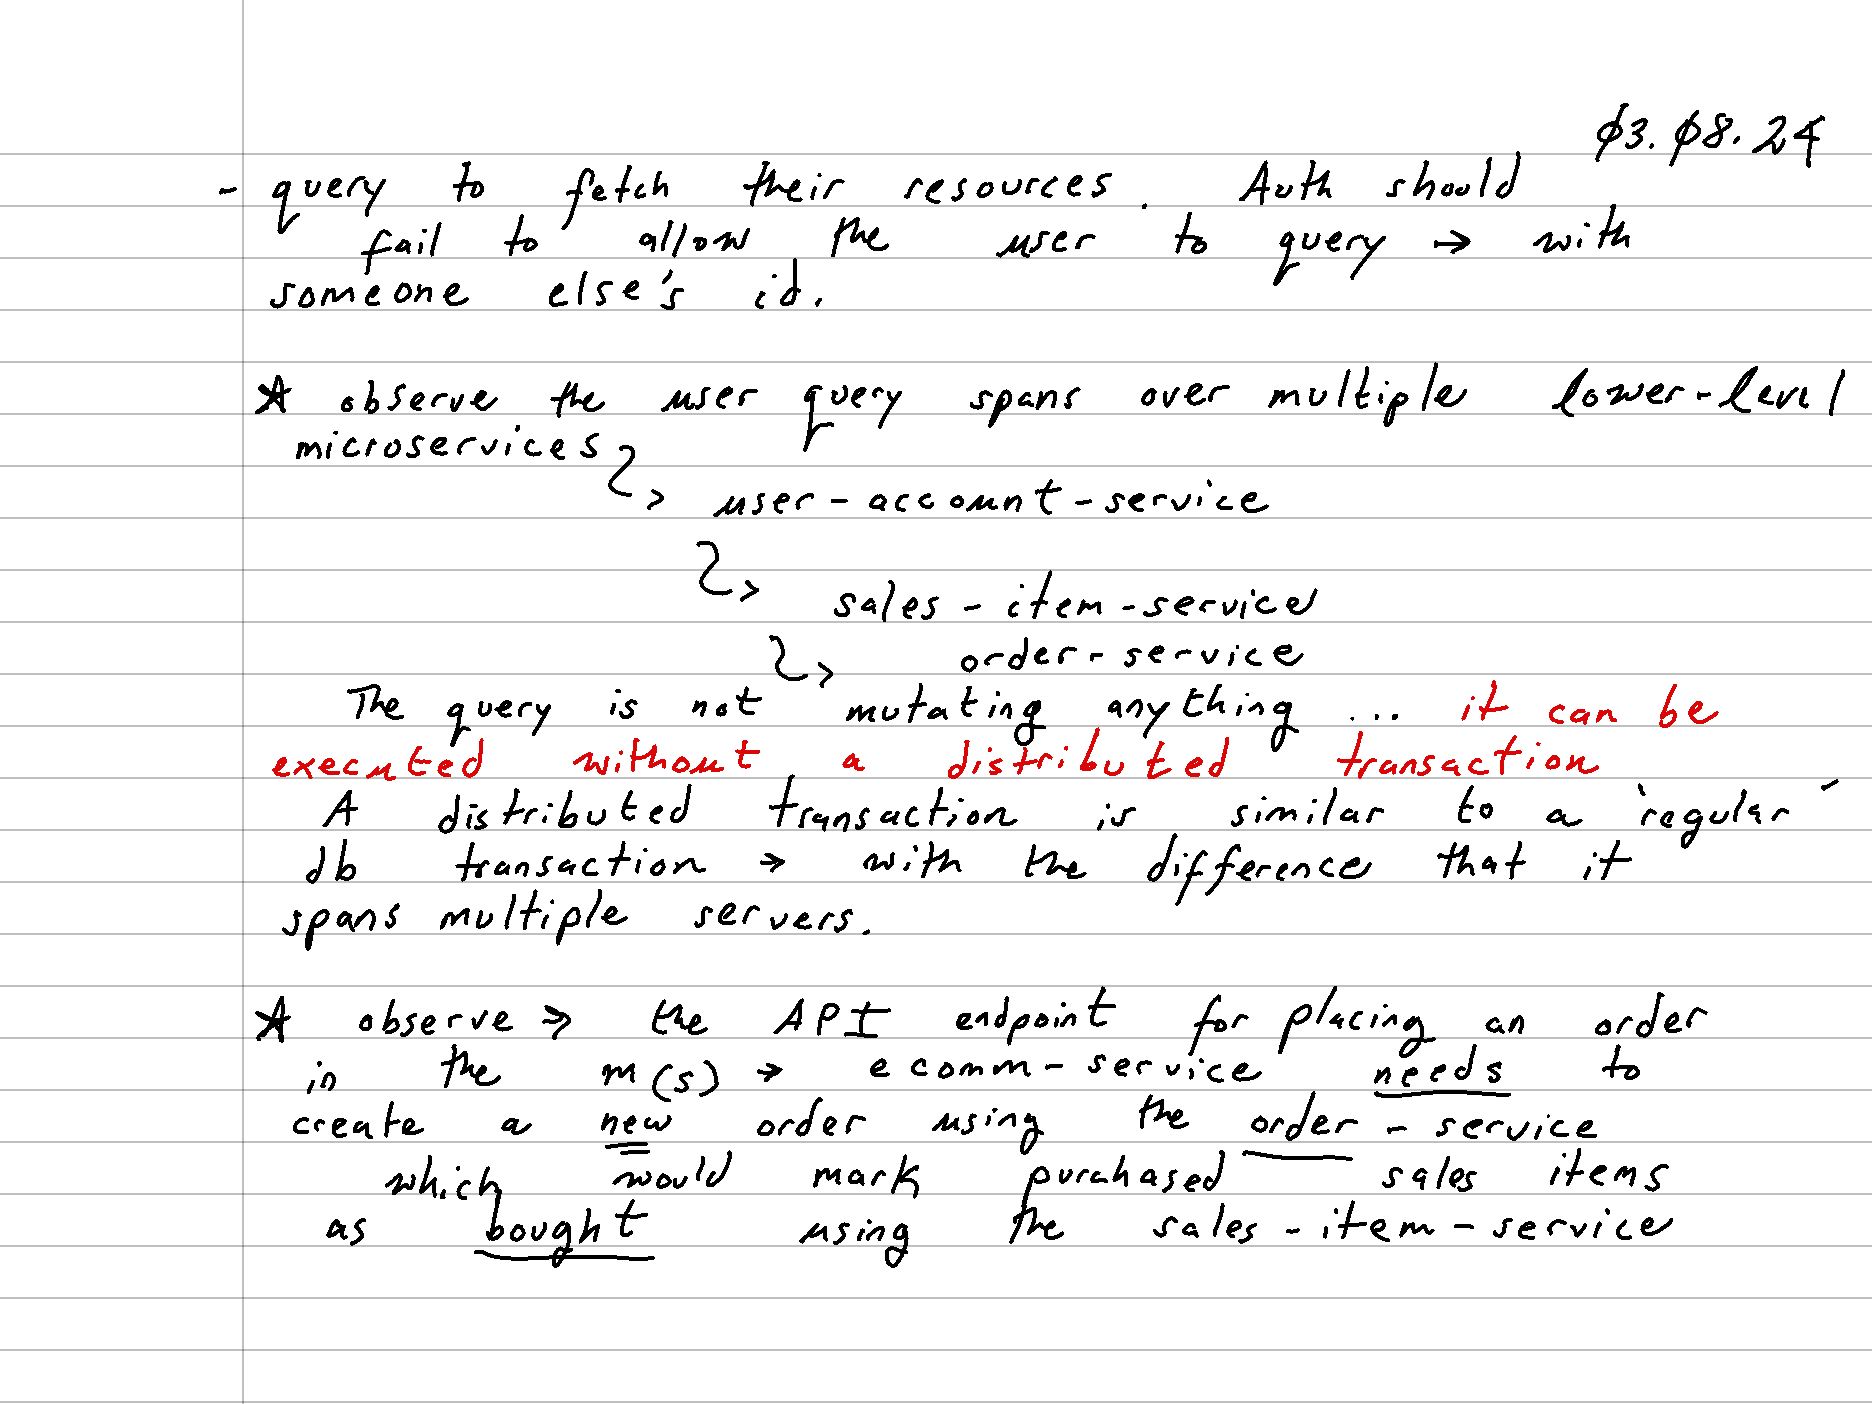 03.08.24
- query to fetch their resources. Auth should
fail to allow the user to query → with
someone else's id.
* observe the user query spans over multiple lower-level
microservices
↳ user-account-service
↳ sales-item-service
↳ order-service
The query is not mutating anything ... it can be
executed without a distributed transaction
A distributed transaction is similar to a 'regular'
db transaction → with the difference that it
spans multiple servers.
* observe → the API endpoint for placing an order
in the m(s) → ecomm-service needs to
create a new order using the order-service
which would mark purchased sales items
as bought using the sales-item-service